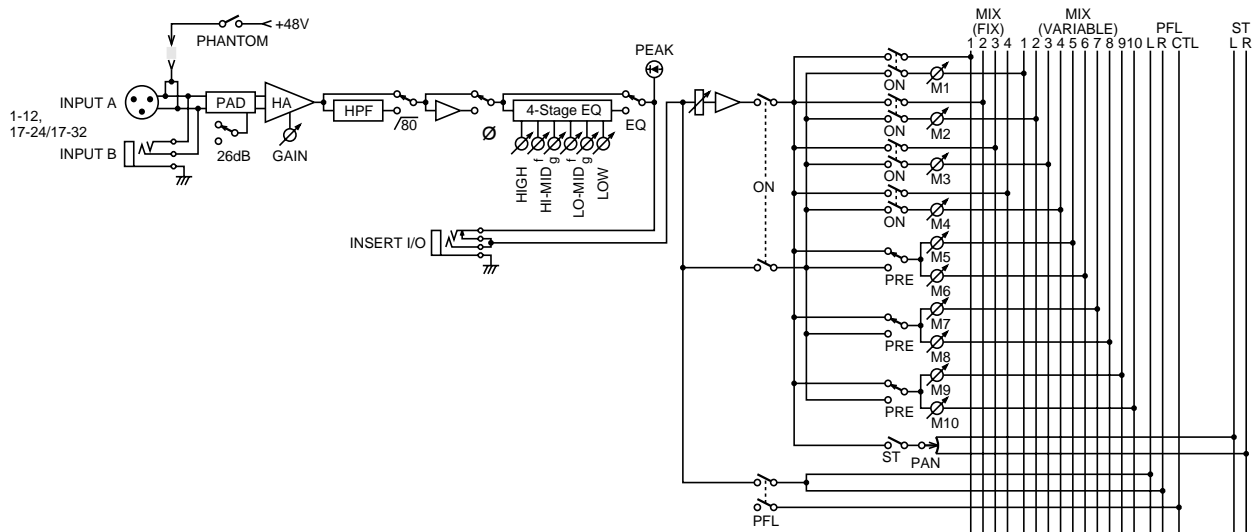 MIX
(FIX)
MIX
(VARIABLE)
PFL
ST
1 2 3 4 1 2 3 4 5 6 7 8 9 10 L R CTL L R
+48V
PHANTOM
PEAK
INPUT A
PAD
HA
HPF
4-Stage EQ
1-12,
17-24/17-32
/80
Ø
EQ
INPUT B
26dB
GAIN
HIGH
HI-MID
f
g
LO-MID
f
g
LOW
INSERT I/O
ON
ON
M1
ON
M2
ON
M3
ON
M4
M5
PRE
M6
M7
PRE
M8
M9
PRE
M10
ST
PAN
PFL